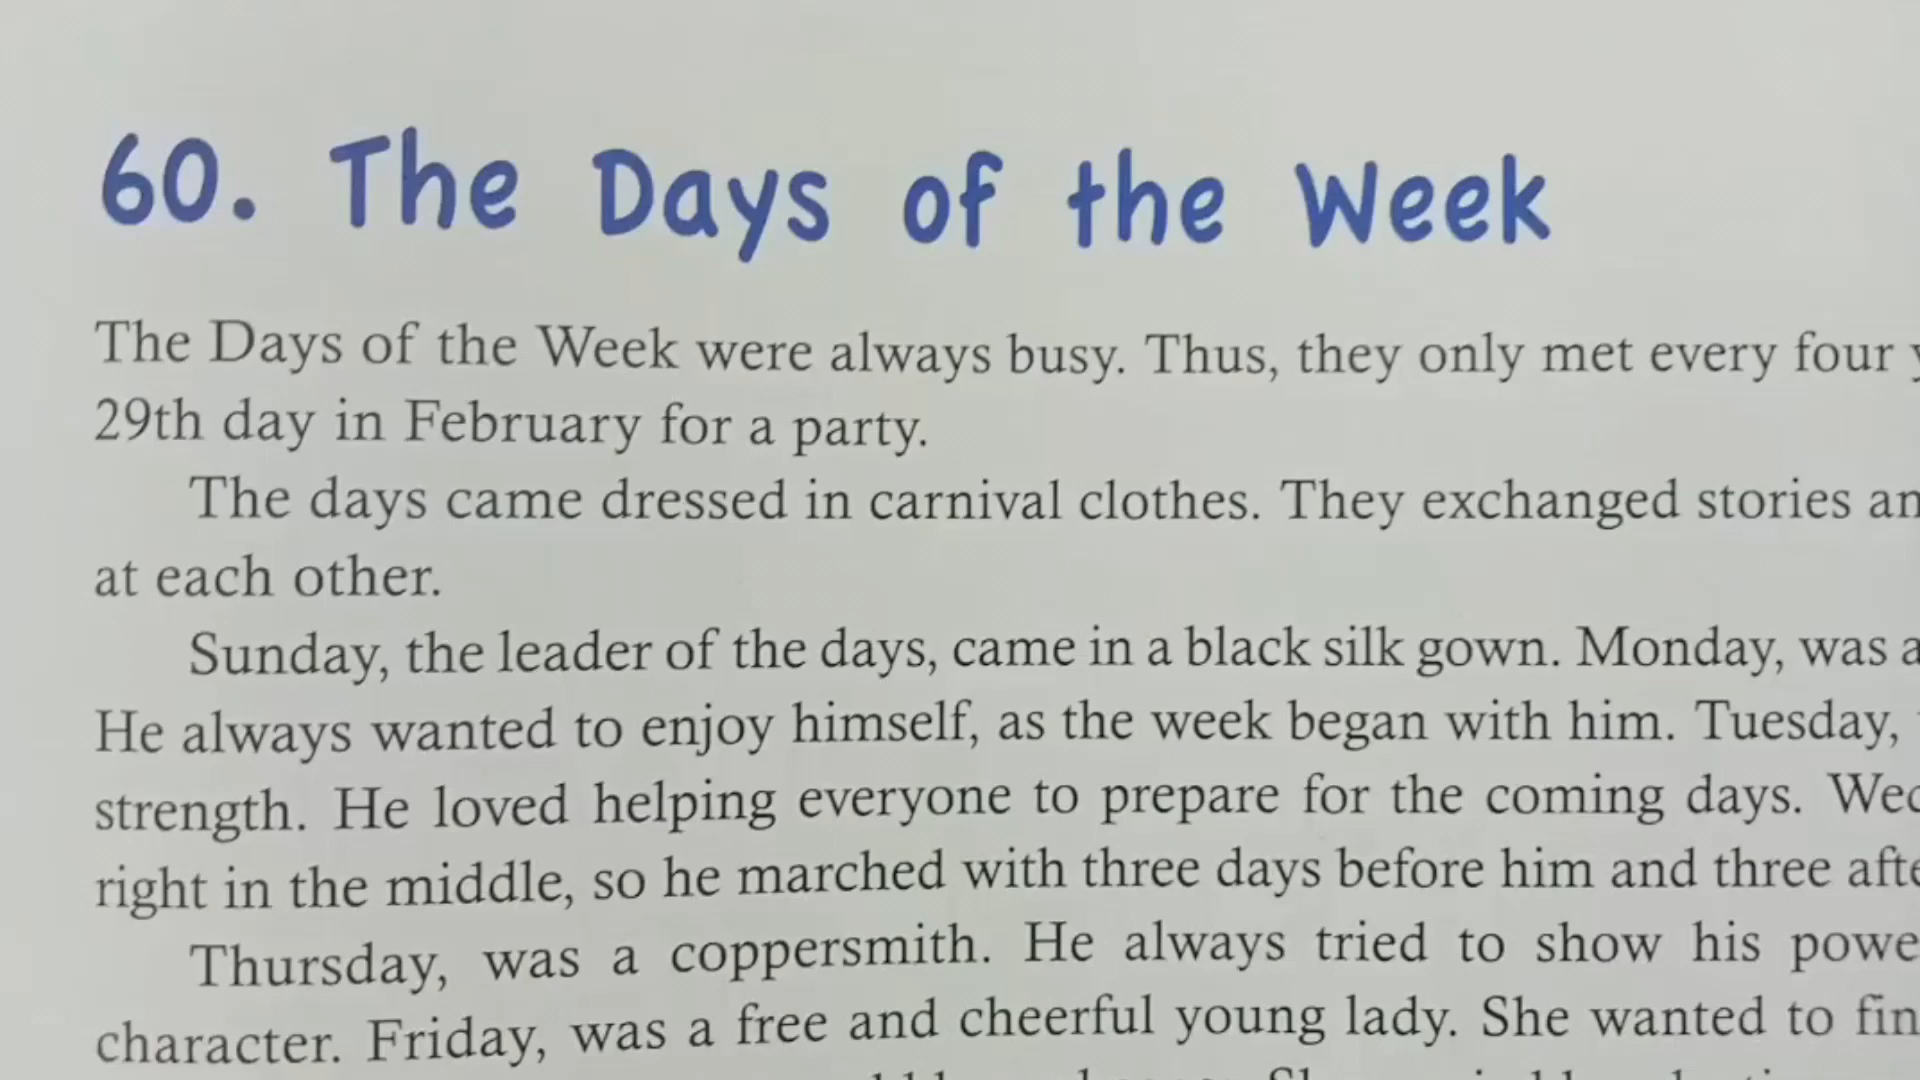 60. The Days of the Week
The Days of the Week were always busy. Thus, they only met every four
29th day in February for a party.
The days came dressed in carnival clothes. They exchanged stories
at each other.
Sunday, the leader of the days, came in a black silk gown. Monday, was
He always wanted to enjoy himself, as the week began with him. Tuesday,
strength. He loved helping everyone to prepare for the coming days.
right in the middle, so he marched with three days before him and three
Thursday, was a coppersmith. He always tried to show his
character. Friday, was a free and cheerful young lady. She wanted to